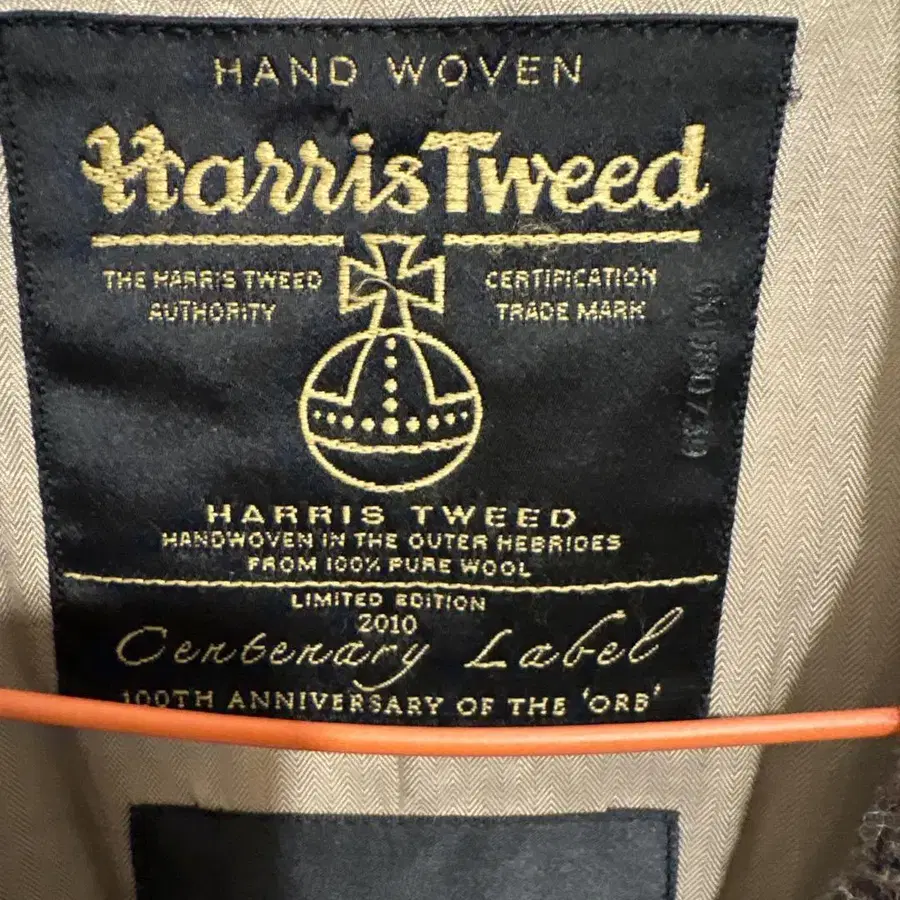 HAND WOVEN
Harris Tweed
THE HARRIS TWEED
AUTHORITY
CERTIFICATION
TRADE MARK
HARRIS TWEED
HANDWOVEN IN THE OUTER HEBRIDES
FROM 100% PURE WOOL
LIMITED EDITION
2010
Centenary Label
100TH ANNIVERSARY OF THE 'ORB'